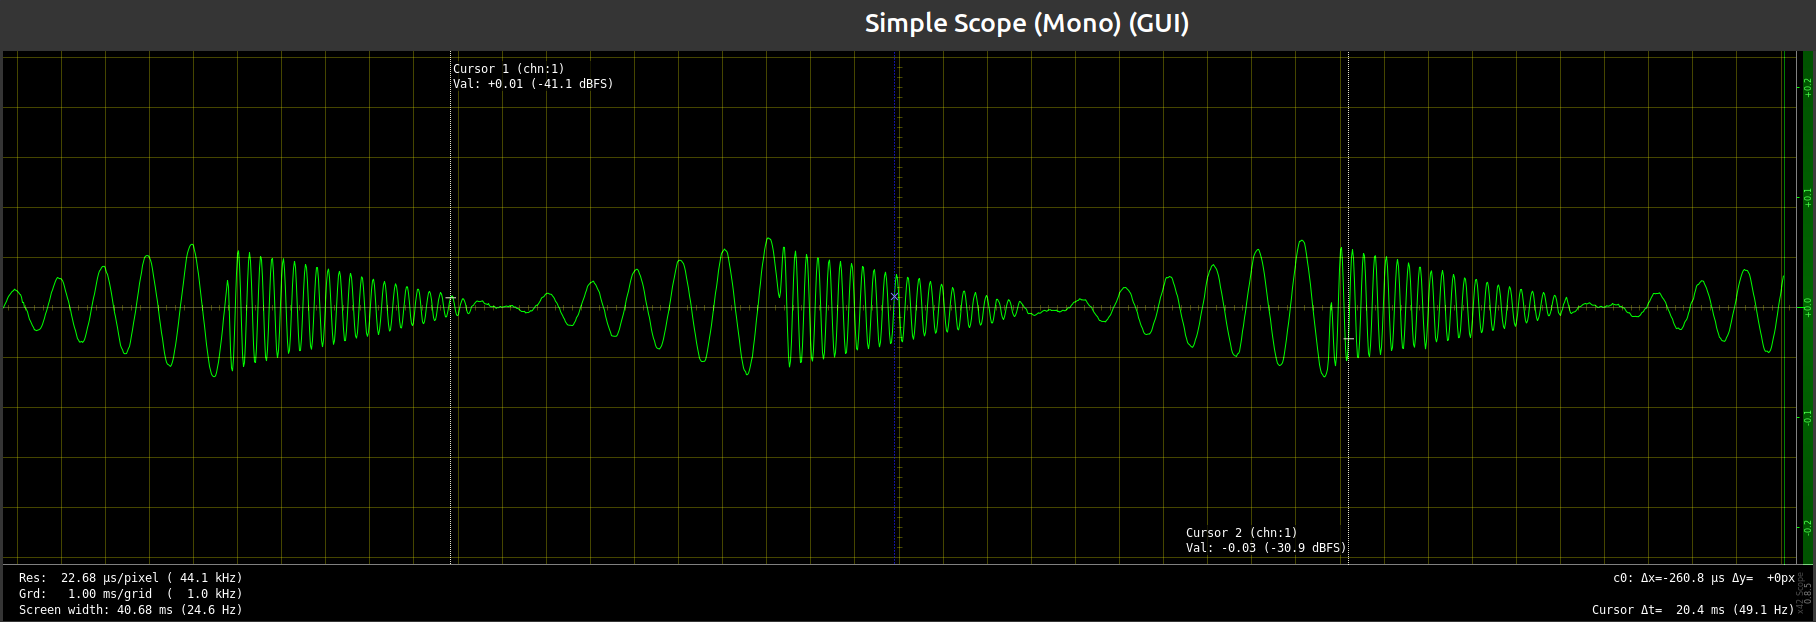 Simple Scope (Mono) (GUI)
Cursor 1 (chn:1)
Val: +0.01 (-41.1 dBFS)
+0.2
+0.1
+0.0
-0.1
-0.2
Cursor 2 (chn:1)
Val: -0.03 (-30.9 dBFS)
Res:  22.68 µs/pixel ( 44.1 kHz)
Grd:   1.00 ms/grid  (  1.0 kHz)
Screen width: 40.68 ms (24.6 Hz)
c0: Δx=-260.8 µs Δy=  +0px
Cursor Δt=  20.4 ms (49.1 Hz)
x42 Scope
0.8.5